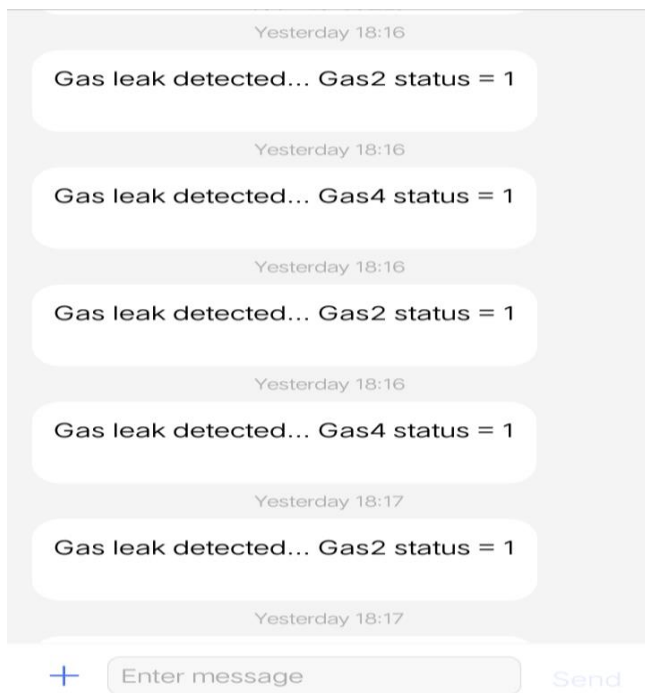 Yesterday 18:16
Gas leak detected... Gas2 status = 1
Yesterday 18:16
Gas leak detected... Gas4 status = 1
Yesterday 18:16
Gas leak detected... Gas2 status = 1
Yesterday 18:16
Gas leak detected... Gas4 status = 1
Yesterday 18:17
Gas leak detected... Gas2 status = 1
Yesterday 18:17
Enter message Send